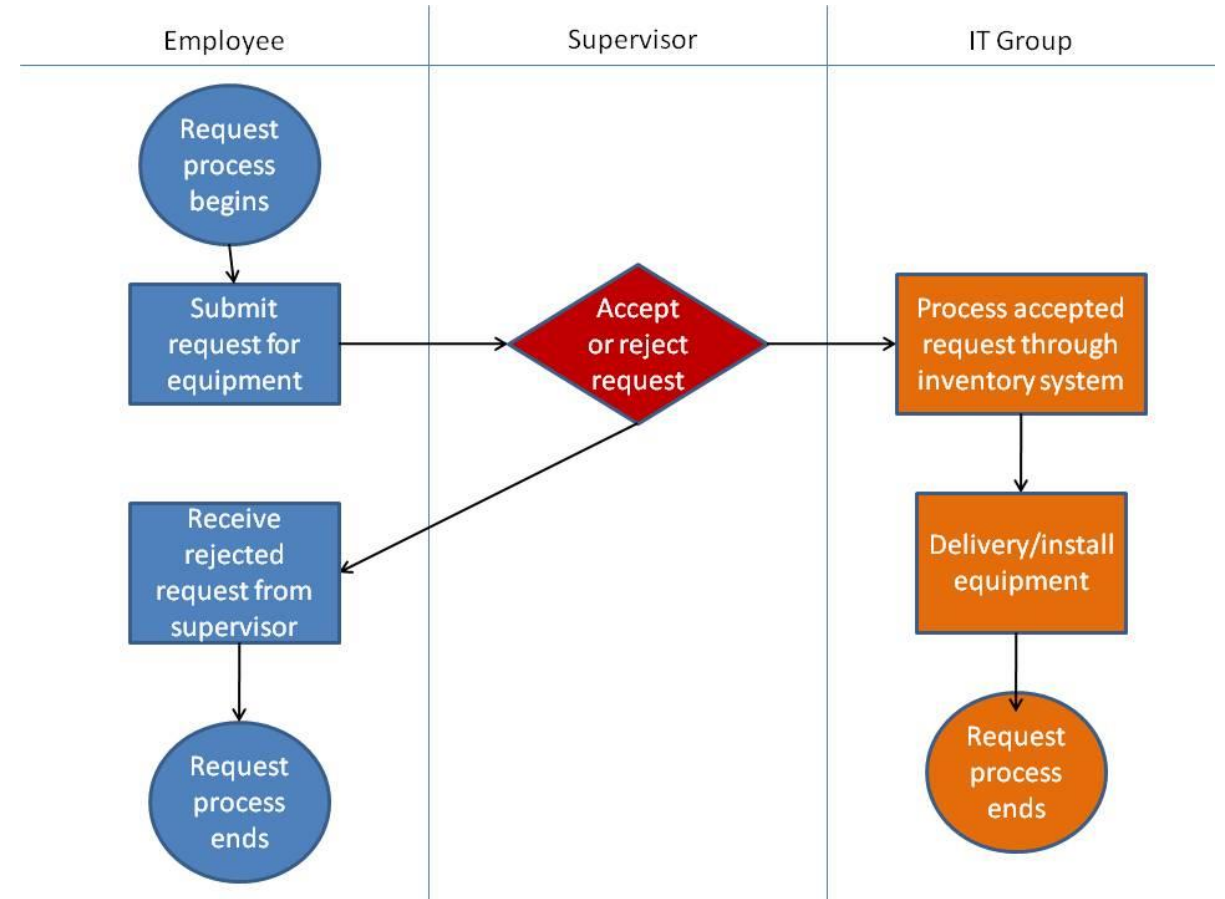 Employee
Supervisor
IT Group
Request
process
begins
Submit
request for
equipment
Accept
or reject
request
Process accepted
request through
inventory system
Receive
rejected
request from
supervisor
Delivery/install
equipment
Request
process
ends
Request
process
ends